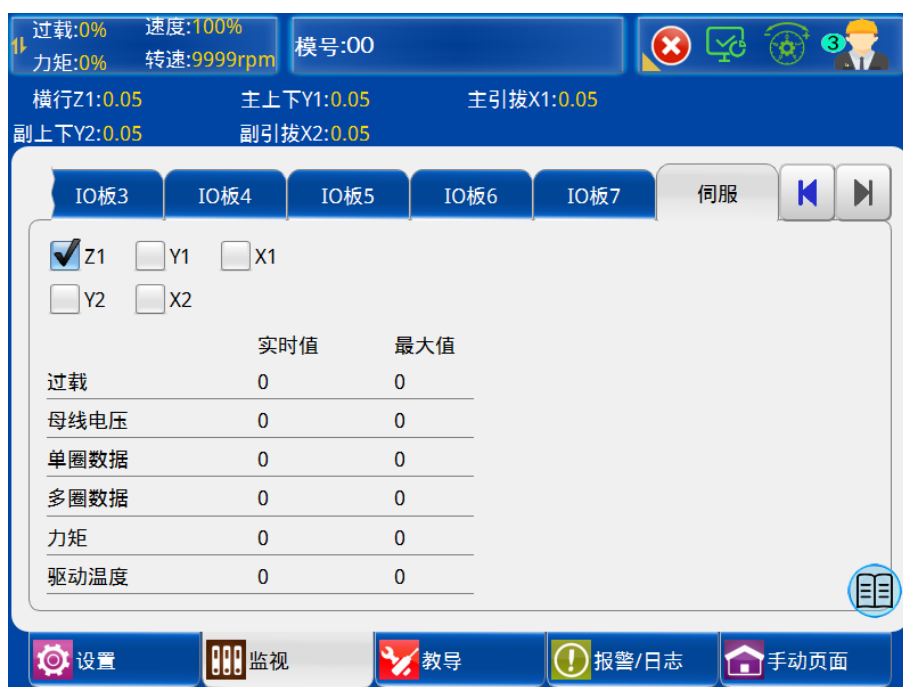 过载:0% 速度:100%
力矩:0% 转速:9999rpm
模号:00
3
横行Z1:0.05 主上下Y1:0.05 主引拔X1:0.05
副上下Y2:0.05 副引拔X2:0.05
IO板3 IO板4 IO板5 IO板6 IO板7 伺服
Z1 Y1 X1
Y2 X2
实时值 最大值
过载 0 0
母线电压 0 0
单圈数据 0 0
多圈数据 0 0
力矩 0 0
驱动温度 0 0
设置 监视 教导 报警/日志 手动页面